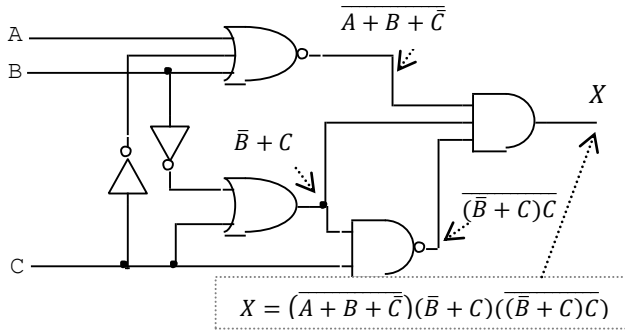 A
B
C
$\overline{A + B + \bar{C}}$
$\bar{B} + C$
$\overline{(\bar{B} + C)C}$
X
$X = (\overline{A + B + \bar{C}})(\bar{B} + C)(\overline{(\bar{B} + C)C})$